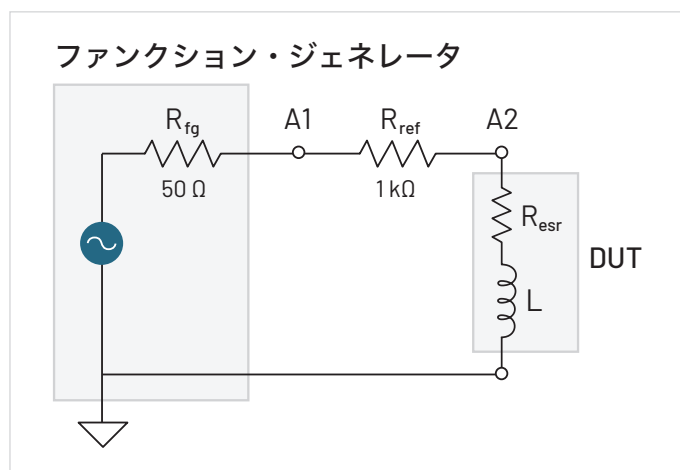 ファンクション・ジェネレータ
Rfg
50 Ω
A1
Rref
1 kΩ
A2
Resr
L
DUT